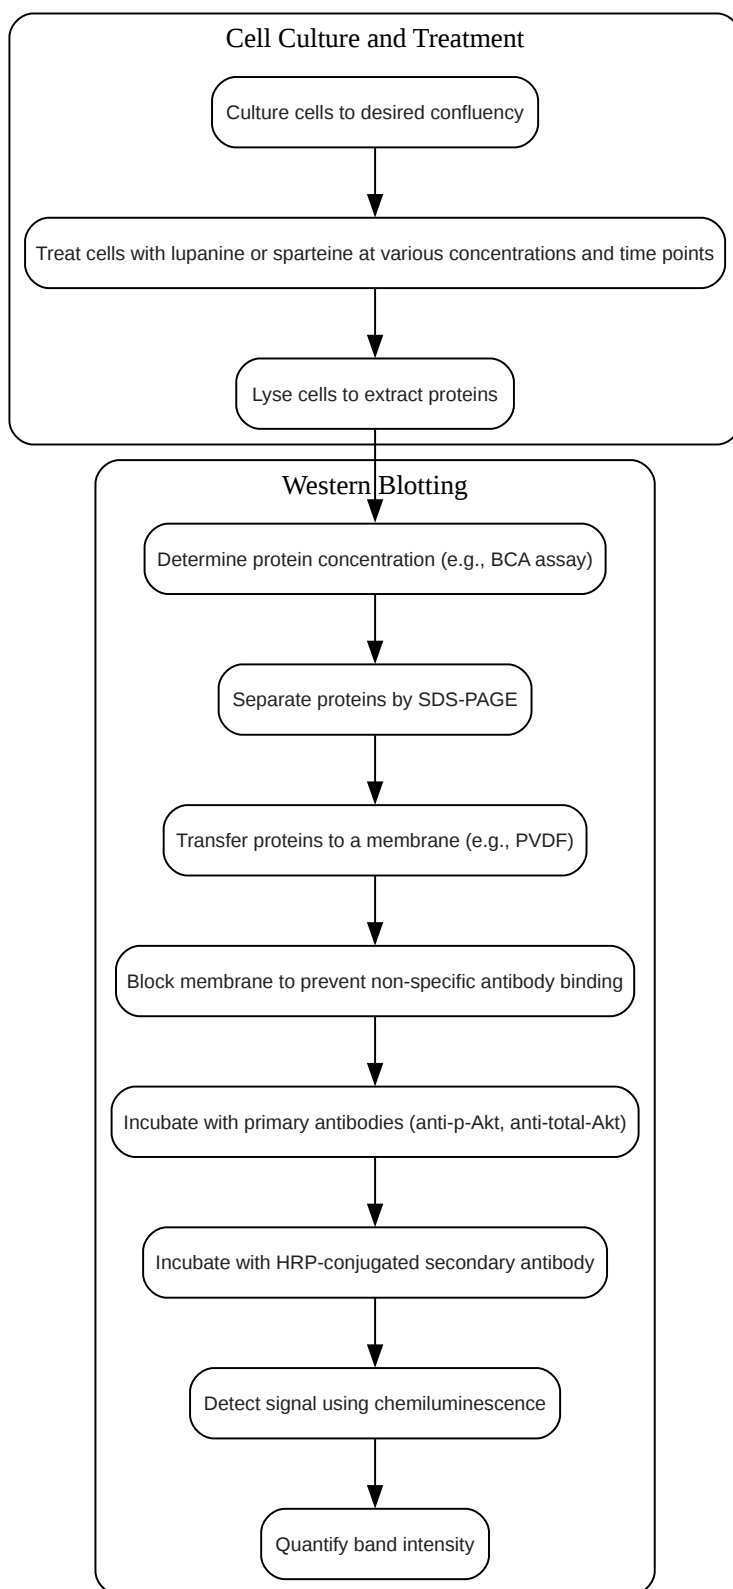 Cell Culture and Treatment
Culture cells to desired confluency
Treat cells with lupanine or sparteine at various concentrations and time points
Lyse cells to extract proteins
Western Blotting
Determine protein concentration (e.g., BCA assay)
Separate proteins by SDS-PAGE
Transfer proteins to a membrane (e.g., PVDF)
Block membrane to prevent non-specific antibody binding
Incubate with primary antibodies (anti-p-Akt, anti-total-Akt)
Incubate with HRP-conjugated secondary antibody
Detect signal using chemiluminescence
Quantify band intensity